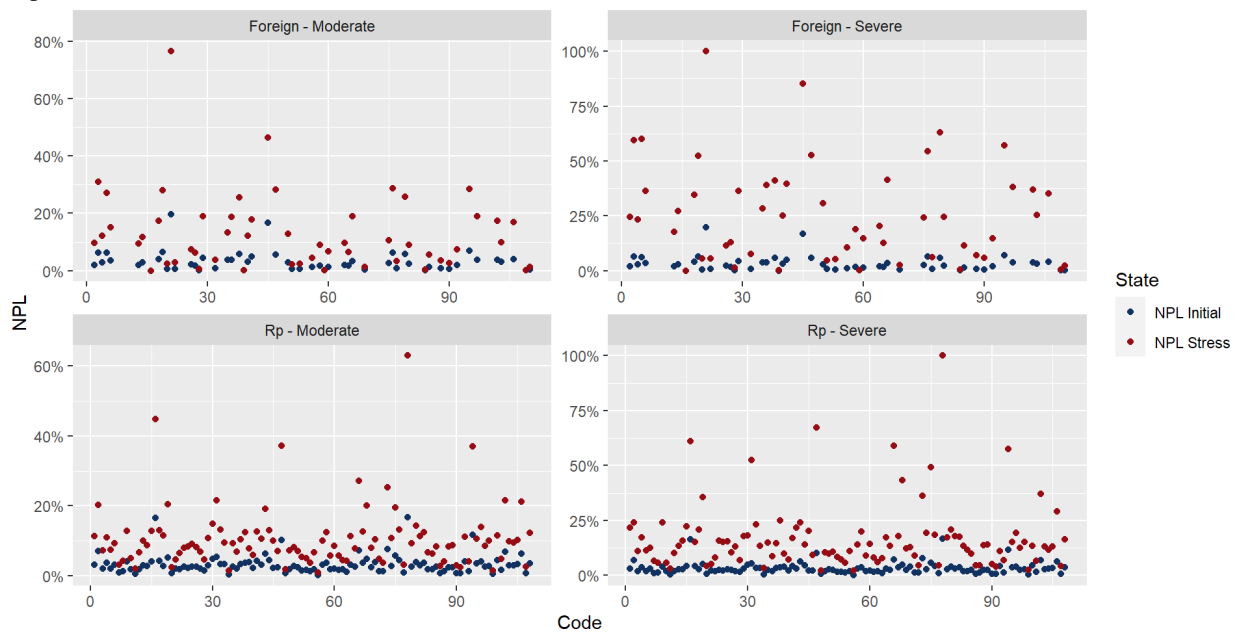 Foreign - Moderate
Foreign - Severe
80%
60%
40%
20%
0%
100%
75%
50%
25%
0%
0 30 60 90
0 30 60 90
Rp - Moderate
Rp - Severe
60%
40%
20%
0%
100%
75%
50%
25%
0%
0 30 60 90
0 30 60 90
NPL
Code
State
NPL Initial
NPL Stress